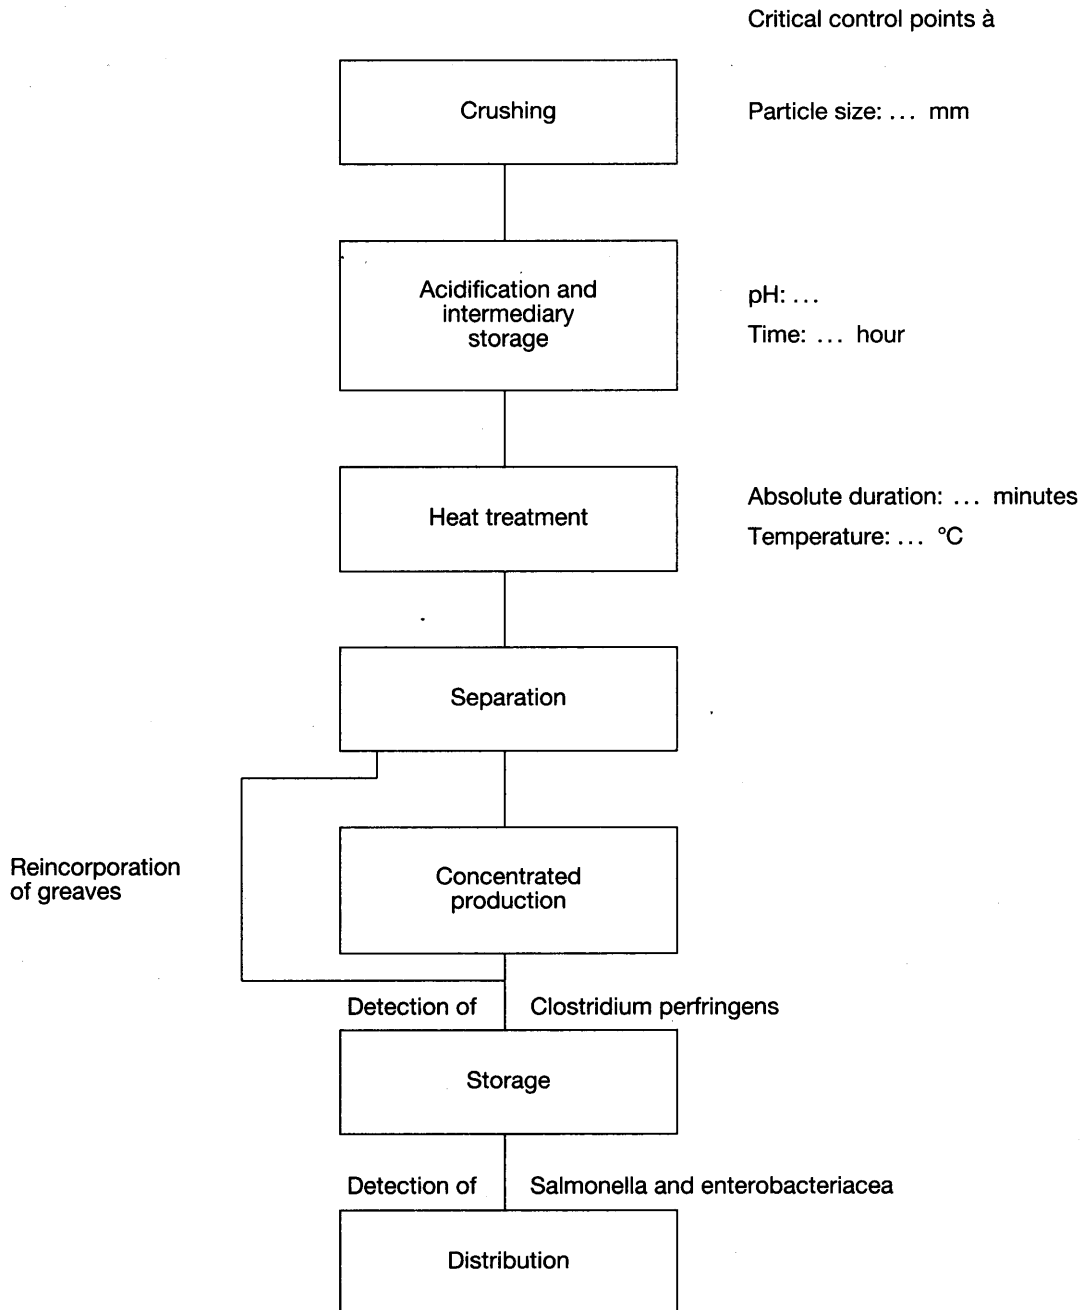 Critical control points à
Crushing
Particle size: ... mm
Acidification and
intermediary
storage
pH: ...
Time: ... hour
Heat treatment
Absolute duration: ... minutes
Temperature: ... °C
Separation
Reincorporation
of greaves
Concentrated
production
Detection of Clostridium perfringens
Storage
Detection of Salmonella and enterobacteriacea
Distribution